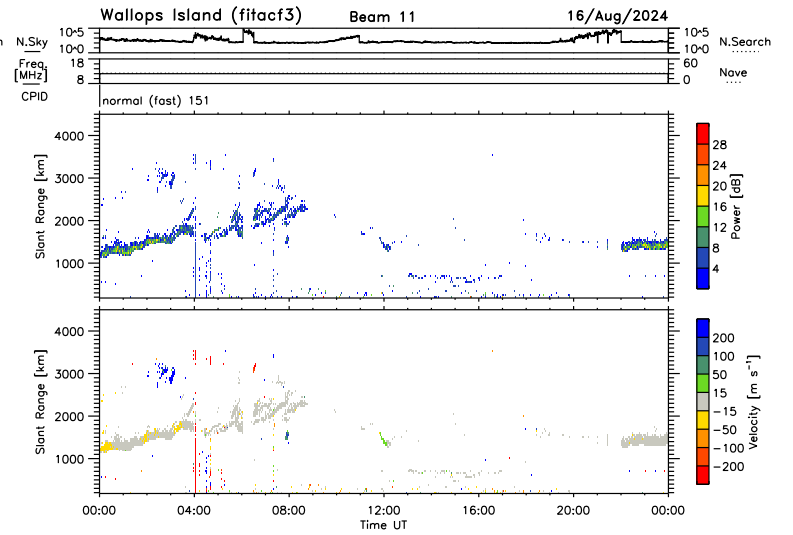 Wallops Island (fitacf3) Beam 11 16/Aug/2024
N.Sky 10^5 10^0 10^5 10^0 N.Search
Freq. [MHz] 18 8 60 0 Nave
CPID normal (fast) 151
Slant Range [km] 4000 3000 2000 1000
28 24 20 16 12 8 4 Power [dB]
Slant Range [km] 4000 3000 2000 1000
200 100 50 15 -15 -50 -100 -200 Velocity [m s^-1]
00:00 04:00 08:00 12:00 16:00 20:00 00:00
Time UT